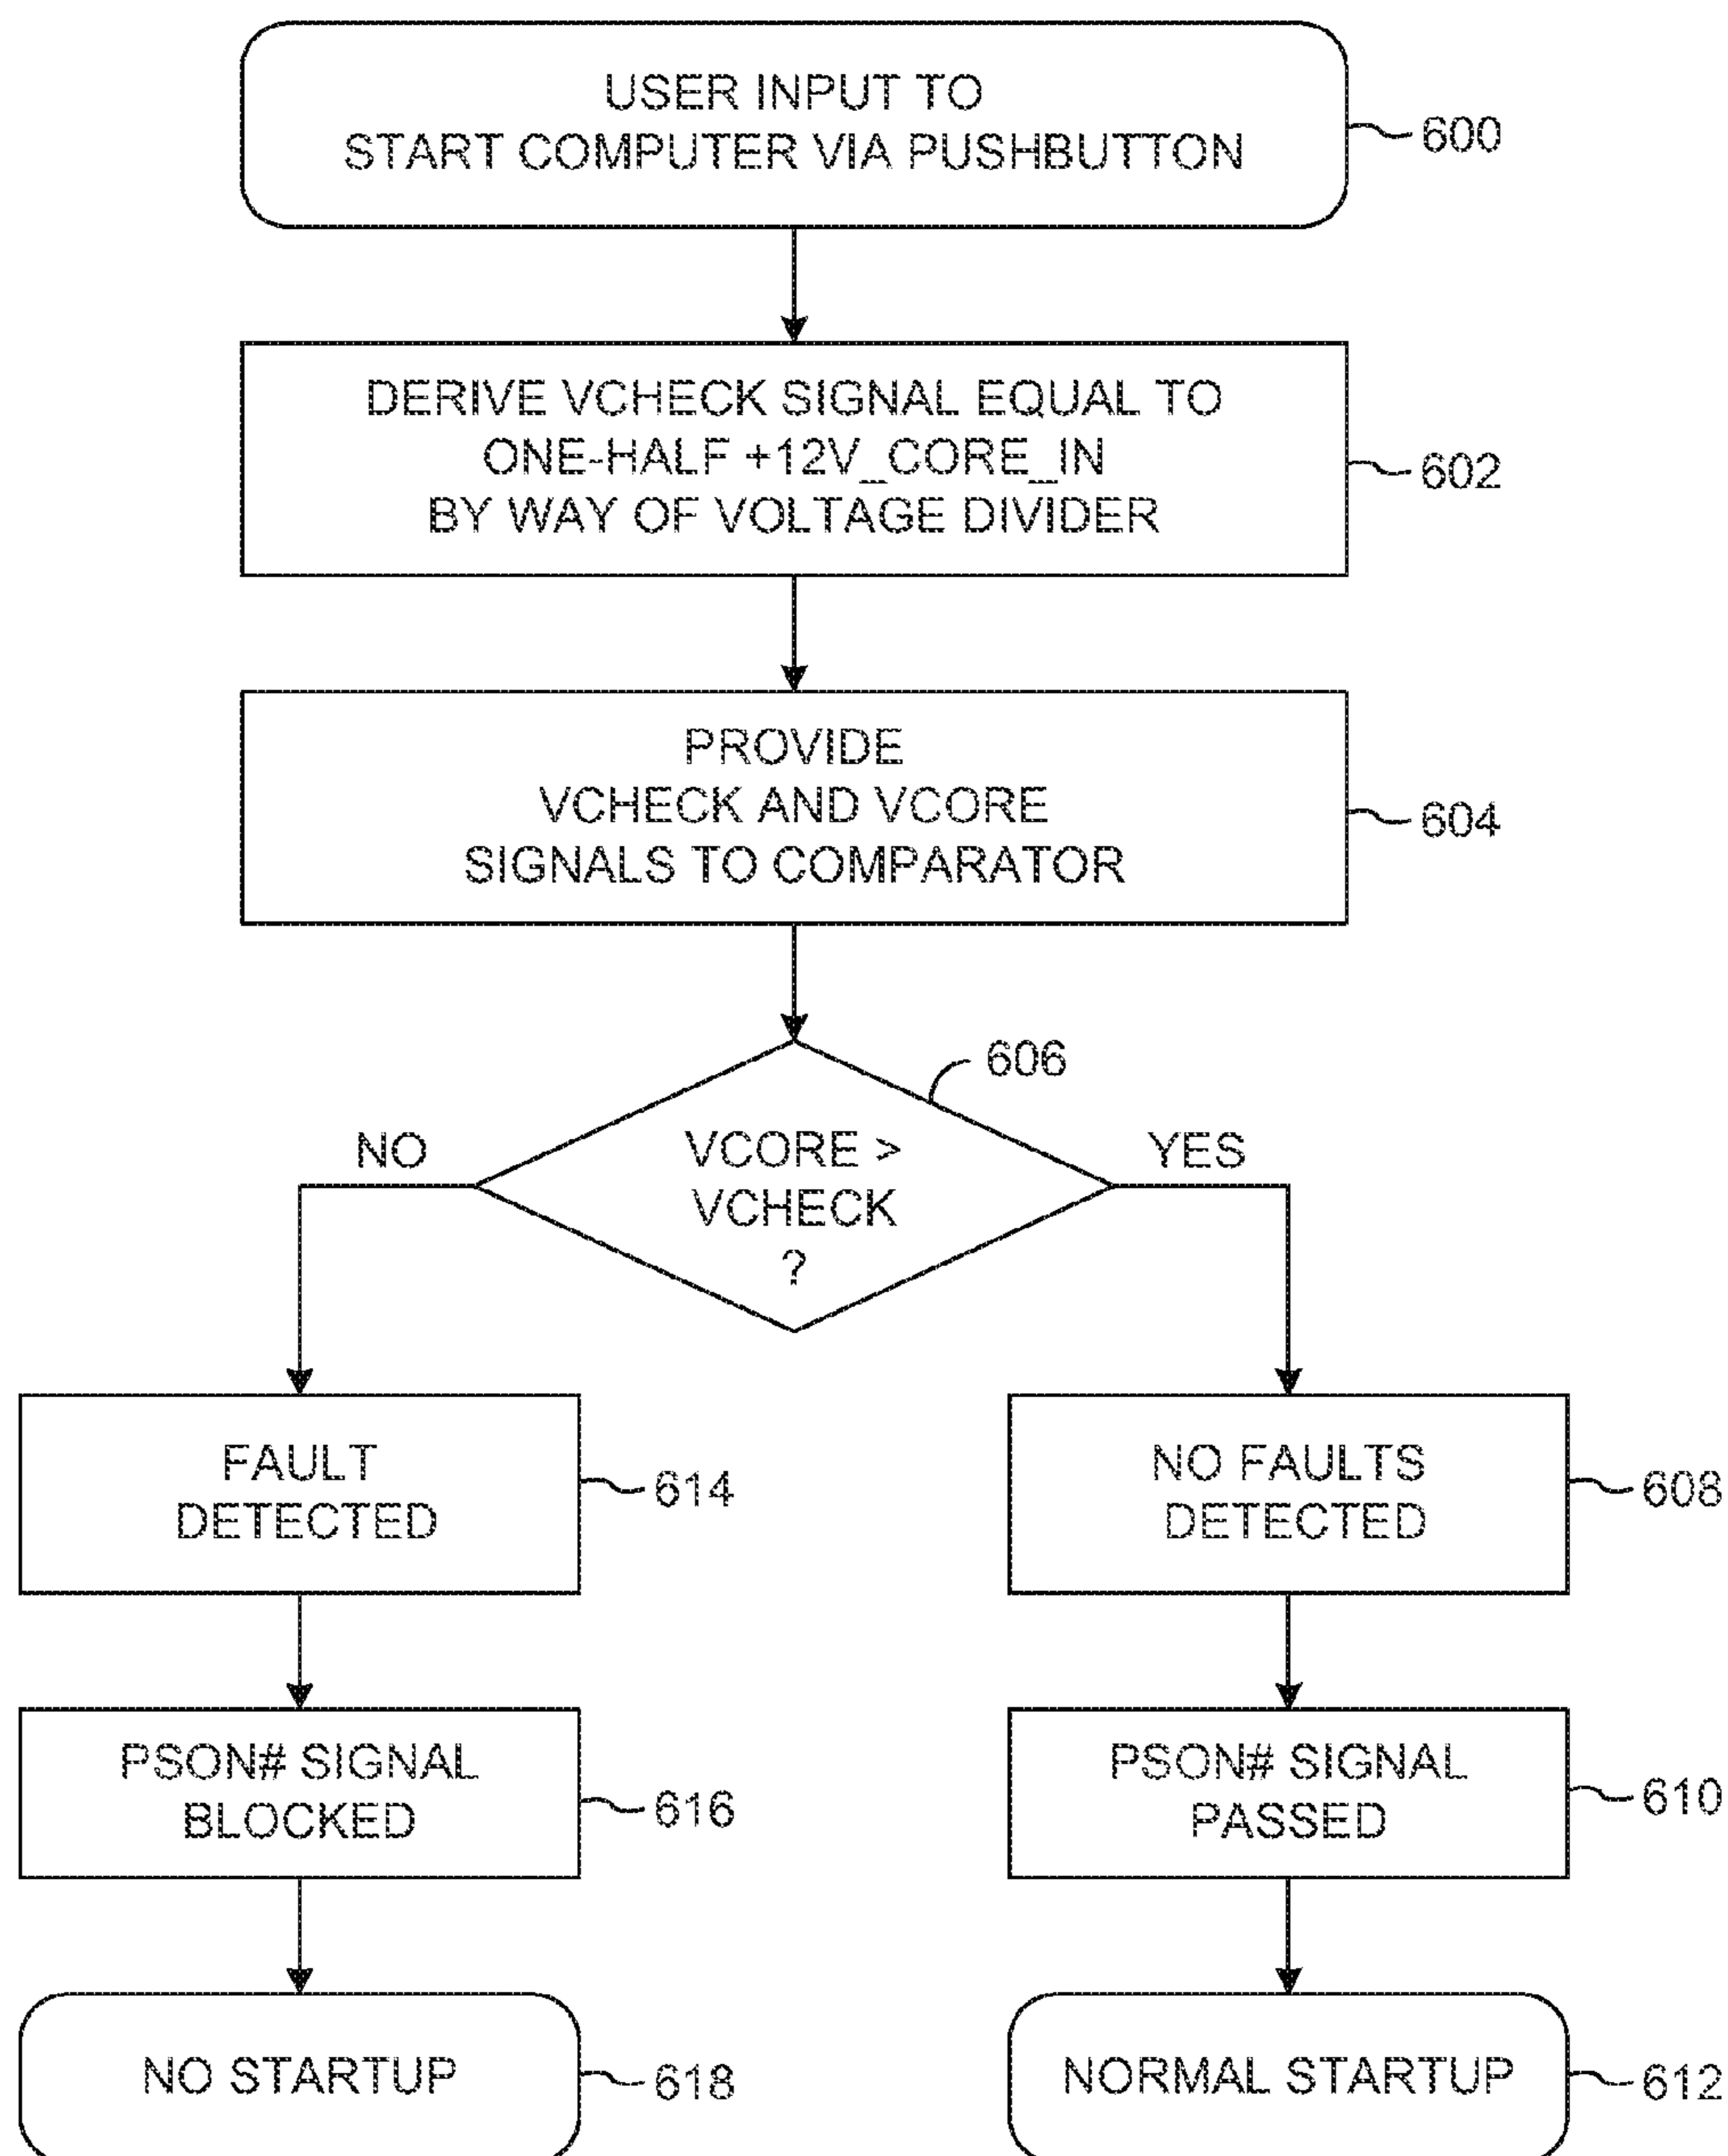 USER INPUT TO
START COMPUTER VIA PUSHBUTTON
600
DERIVE VCHECK SIGNAL EQUAL TO
ONE-HALF +12V_CORE_IN
BY WAY OF VOLTAGE DIVIDER
602
PROVIDE
VCHECK AND VCORE
SIGNALS TO COMPARATOR
604
606
NO
VCORE >
VCHECK
?
YES
FAULT
DETECTED
614
NO FAULTS
DETECTED
608
PSON# SIGNAL
BLOCKED
616
PSON# SIGNAL
PASSED
610
NO STARTUP
618
NORMAL STARTUP
612